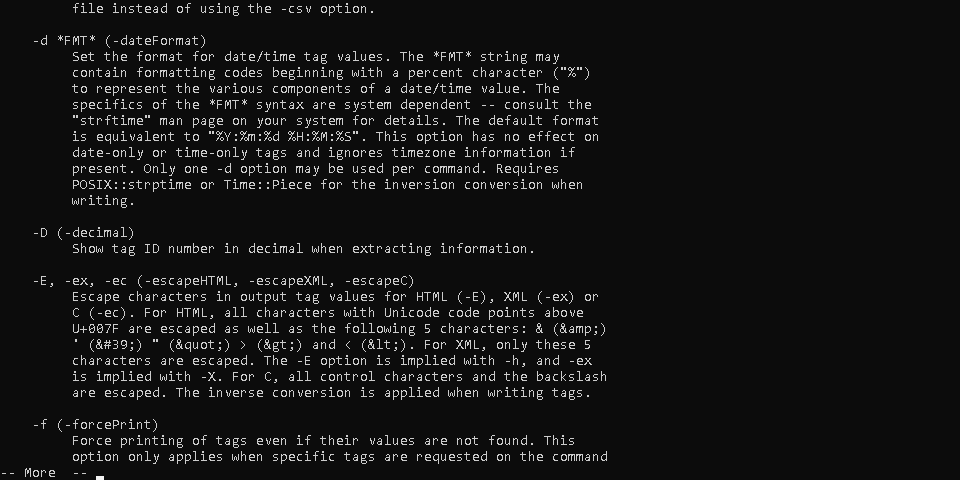 file instead of using the -csv option.
-d *FMT* (-dateFormat)
Set the format for date/time tag values. The *FMT* string may
contain formatting codes beginning with a percent character ("%")
to represent the various components of a date/time value. The
specifics of the *FMT* syntax are system dependent -- consult the
"strftime" man page on your system for details. The default format
is equivalent to "%Y:%m:%d %H:%M:%S". This option has no effect on
date-only or time-only tags and ignores timezone information if
present. Only one -d option may be used per command. Requires
POSIX::strptime or Time::Piece for the inversion conversion when
writing.
-D (-decimal)
Show tag ID number in decimal when extracting information.
-E, -ex, -ec (-escapeHTML, -escapeXML, -escapeC)
Escape characters in output tag values for HTML (-E), XML (-ex) or
C (-ec). For HTML, all characters with Unicode code points above
U+007F are escaped as well as the following 5 characters: & (&amp;)
' (&#39;) " (&quot;) > (&gt;) and < (&lt;). For XML, only these 5
characters are escaped. The -E option is implied with -h, and -ex
is implied with -X. For C, all control characters and the backslash
are escaped. The inverse conversion is applied when writing tags.
-f (-forcePrint)
Force printing of tags even if their values are not found. This
option only applies when specific tags are requested on the command
-- More  --